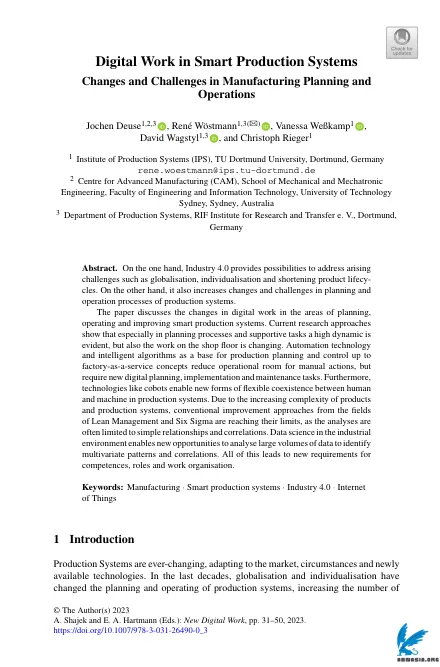 Check for
updates
Digital Work in Smart Production Systems
Changes and Challenges in Manufacturing Planning and
Operations
Jochen Deuse1,2,3, René Wöstmann1,3(✉), Vanessa Weßkamp1,
David Wagstyl1,3, and Christoph Rieger1
1 Institute of Production Systems (IPS), TU Dortmund University, Dortmund, Germany
rene.woestmann@ips.tu-dortmund.de
2 Centre for Advanced Manufacturing (CAM), School of Mechanical and Mechatronic
Engineering, Faculty of Engineering and Information Technology, University of Technology
Sydney, Sydney, Australia
3 Department of Production Systems, RIF Institute for Research and Transfer e. V., Dortmund,
Germany
Abstract. On the one hand, Industry 4.0 provides possibilities to address arising
challenges such as globalisation, individualisation and shortening product lifecy-
cles. On the other hand, it also increases changes and challenges in planning and
operation processes of production systems.
The paper discusses the changes in digital work in the areas of planning,
operating and improving smart production systems. Current research approaches
show that especially in planning processes and supportive tasks a high dynamic is
evident, but also the work on the shop floor is changing. Automation technology
and intelligent algorithms as a base for production planning and control up to
factory-as-a-service concepts reduce operational room for manual actions, but
require new digital planning, implementation and maintenance tasks. Furthermore,
technologies like cobots enable new forms of flexible coexistence between human
and machine in production systems. Due to the increasing complexity of products
and production systems, conventional improvement approaches from the fields
of Lean Management and Six Sigma are reaching their limits, as the analyses are
often limited to simple relationships and correlations. Data science in the industrial
environment enables new opportunities to analyse large volumes of data to identify
multivariate patterns and correlations. All of this leads to new requirements for
competences, roles and work organisation.
Keywords: Manufacturing · Smart production systems · Industry 4.0 · Internet
of Things
1 Introduction
Production Systems are ever-changing, adapting to the market, circumstances and newly
available technologies. In the last decades, globalisation and individualisation have
changed the planning and operating of production systems, increasing the number of
© The Author(s) 2023
A. Shajek and E. A. Hartmann (Eds.): New Digital Work, pp. 31–50, 2023.
https://doi.org/10.1007/978-3-031-26490-0_3